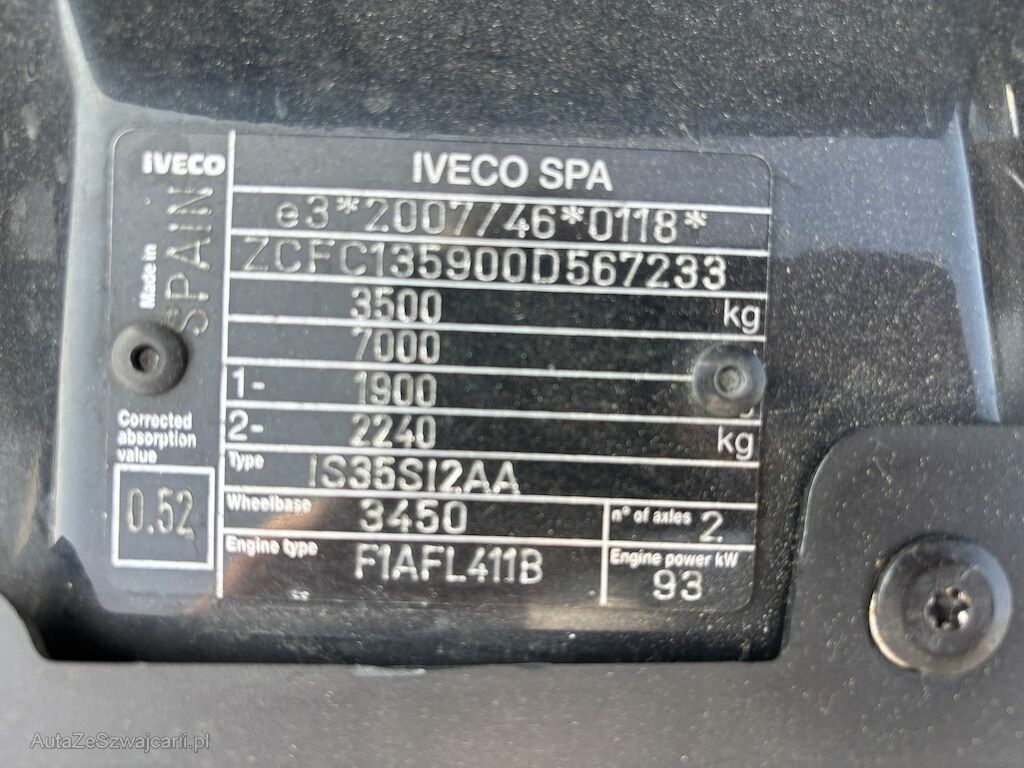 IVECO
Made in SPAIN
IVECO SPA
e3*2007/46*0118*
ZCFC135900D567233
3500 kg
7000
1- 1900
2- 2240 kg
Corrected
absorption
value
0.52
Type IS35SI2AA
Wheelbase 3450
n° of axles 2
Engine type F1AFL411B
Engine power kW
93
AutaZeSzwajcarii.pl